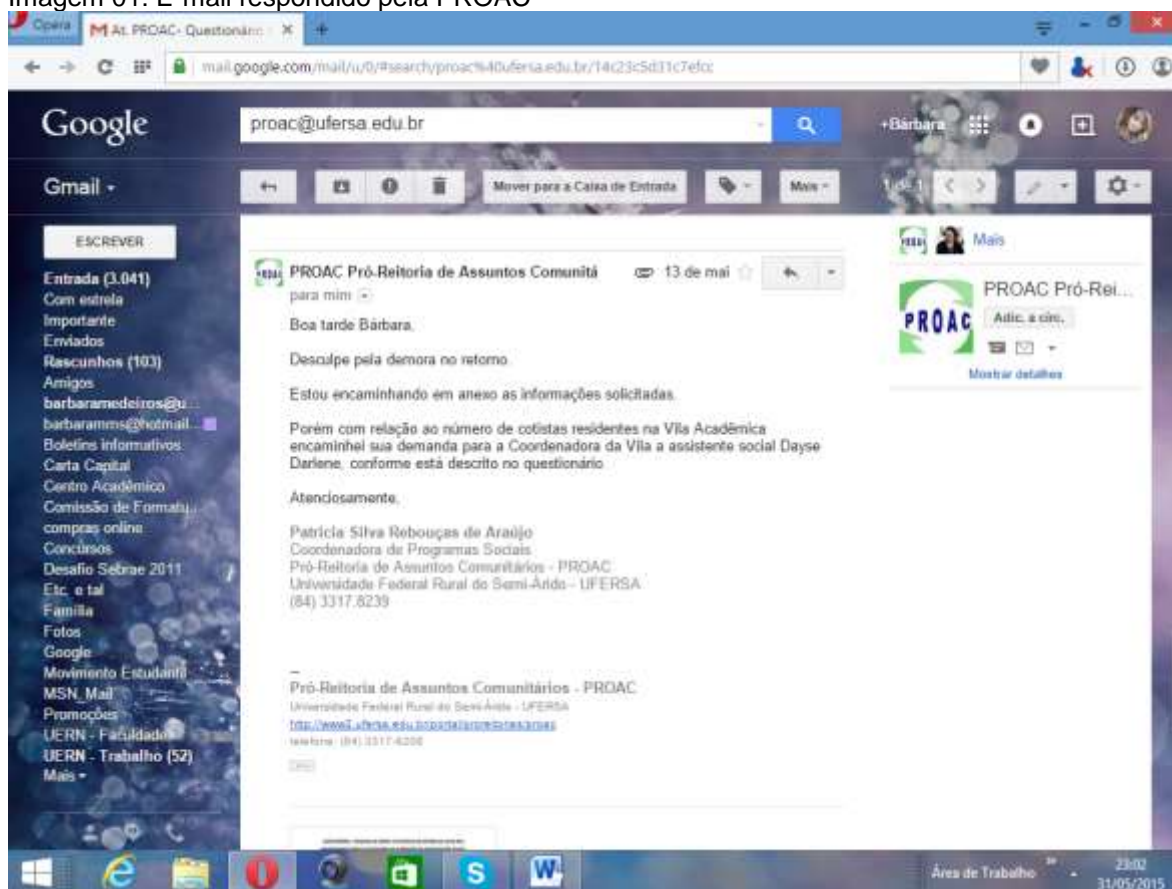 Imagem 01: E-mail respondido pela PROAC
Opera
At. PROAC- Questionário
mail.google.com/mail/u/0/#search/proac%40ufersa.edu.br/
Google
proac@ufersa.edu.br
+Bárbara
Gmail
Mover para a Caixa de Entrada
Mais
1 de 1
ESCREVER
Entrada (3.041)
Com estrela
Importante
Enviados
Rascunhos (103)
Amigos
barbaramedeiros@u...
barbaramms@hotmail...
Boletins informativos
Carta Capital
Centro Acadêmico
Comissão de Formatu...
compras online
Concursos
Desafio Sebrae 2011
Etc. e tal
Família
Fotos
Google
Movimento Estudantil
MSN_Mail
Promoções
UERN - Faculdade
UERN - Trabalho (52)
Mais
PROAC Pró-Reitoria de Assuntos Comunitá
13 de mai
para mim
Boa tarde Bárbara,
Desculpe pela demora no retorno.
Estou encaminhando em anexo as informações solicitadas.
Porém com relação ao número de cotistas residentes na Vila Acadêmica
encaminhei sua demanda para a Coordenadora da Vila a assistente social Dayse
Darlene, conforme está descrito no questionário
Atenciosamente,
Patrícia Silva Rebouças de Araújo
Coordenadora de Programas Sociais
Pró-Reitoria de Assuntos Comunitários - PROAC
Universidade Federal Rural do Semi-Árido - UFERSA
(84) 3317.8239
--
Pró-Reitoria de Assuntos Comunitários - PROAC
Universidade Federal Rural do Semi-Árido - UFERSA
Mais
PROAC Pró-Rei...
PROAC
Adic. a circ.
Mostrar detalhes
Área de Trabalho
23:02
31/05/2015